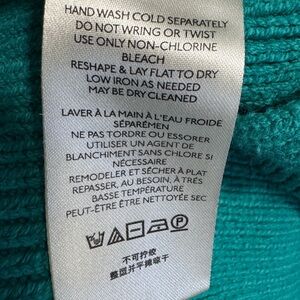 HAND WASH COLD SEPARATELY
DO NOT WRING OR TWIST
USE ONLY NON-CHLORINE
BLEACH
RESHAPE & LAY FLAT TO DRY
LOW IRON AS NEEDED
MAY BE DRY CLEANED
LAVER À LA MAIN À L'EAU FROIDE
SÉPARÉMEN
NE PAS TORDRE OU ESSORER
UTILISER UN AGENT DE
BLANCHIMENT SANS CHLORE SI
NÉCESSAIRE
REMODELER ET SÉCHER À PLAT
REPASSER, AU BESOIN, À TRÈS
BASSE TEMPÉRATURE
PEUT-ÊTRE ÊTRE NETTOYÉE SEC
P
不可拧绞
整型并平摊晾干